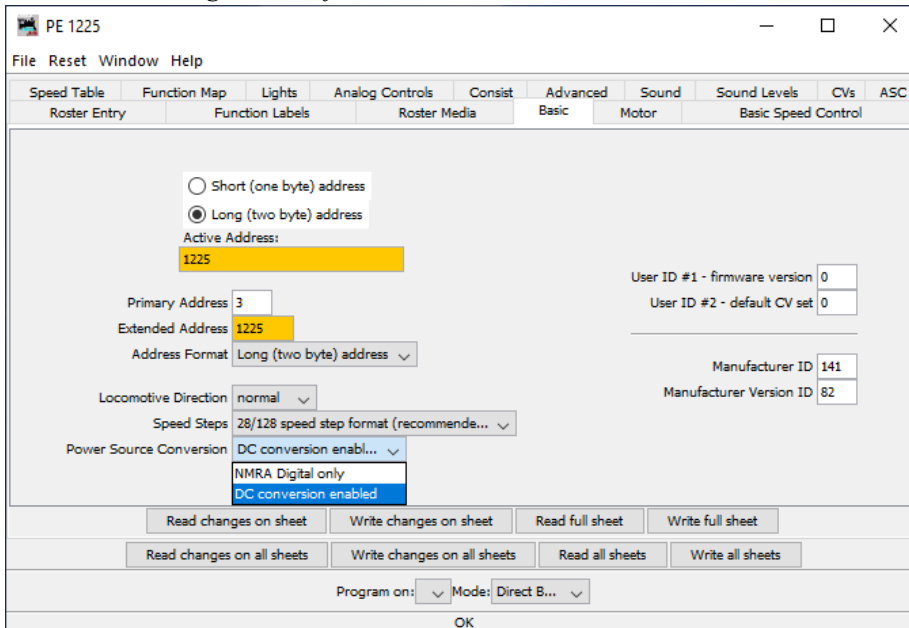 PE 1225
File Reset Window Help
Speed Table Function Map Lights Analog Controls Consist Advanced Sound Sound Levels CVs ASC
Roster Entry Function Labels Roster Media Basic Motor Basic Speed Control
Short (one byte) address
Long (two byte) address
Active Address:
1225
User ID #1 - firmware version 0
Primary Address 3
User ID #2 - default CV set 0
Extended Address 1225
Address Format Long (two byte) address
Manufacturer ID 141
Locomotive Direction normal
Manufacturer Version ID 82
Speed Steps 28/128 speed step format (recommende...
Power Source Conversion DC conversion enabl...
NMRA Digital only
DC conversion enabled
Read changes on sheet Write changes on sheet Read full sheet Write full sheet
Read changes on all sheets Write changes on all sheets Read all sheets Write all sheets
Program on: Mode: Direct B...
OK